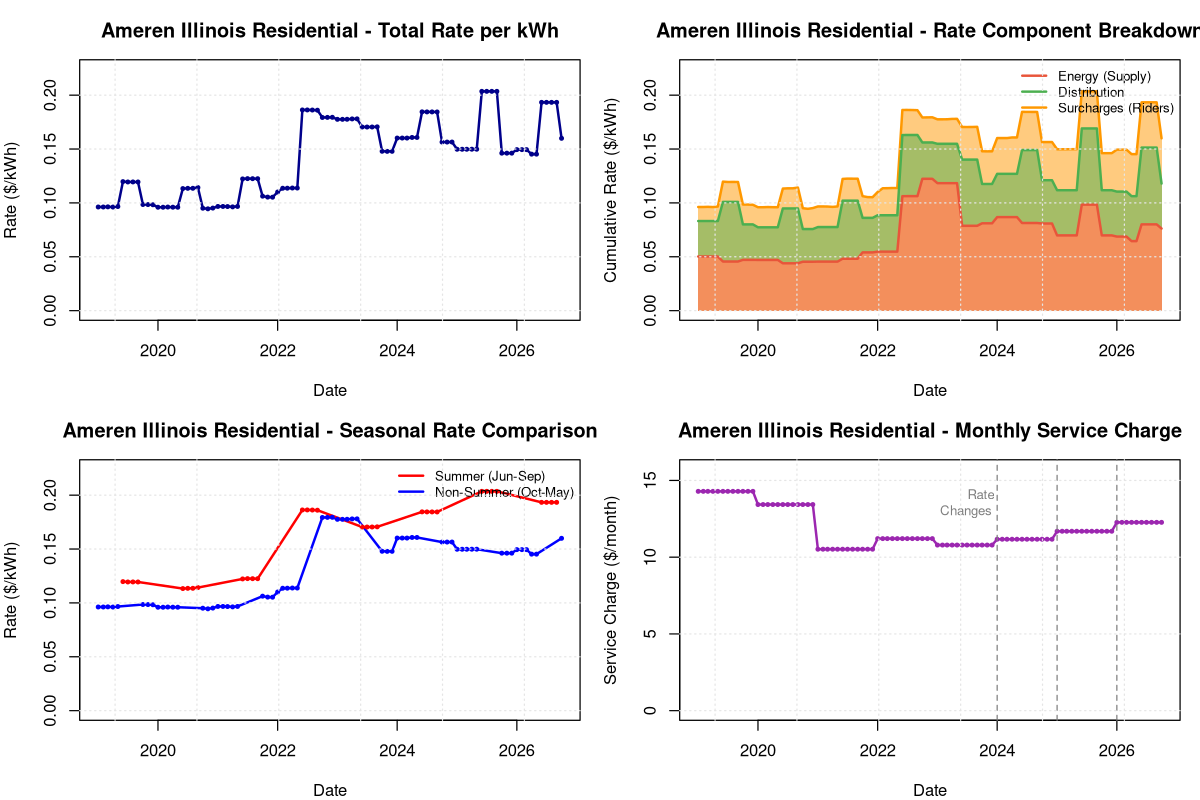 Ameren Illinois Residential - Total Rate per kWh
Rate ($/kWh)
0.20
0.15
0.10
0.05
0.00
2020 2022 2024 2026
Date
Ameren Illinois Residential - Rate Component Breakdown
Cumulative Rate ($/kWh)
0.20
0.15
0.10
0.05
0.00
Energy (Supply)
Distribution
Surcharges (Riders)
2020 2022 2024 2026
Date
Ameren Illinois Residential - Seasonal Rate Comparison
Rate ($/kWh)
0.20
0.15
0.10
0.05
0.00
Summer (Jun-Sep)
Non-Summer (Oct-May)
2020 2022 2024 2026
Date
Ameren Illinois Residential - Monthly Service Charge
Service Charge ($/month)
15
10
5
0
Rate
Changes
2020 2022 2024 2026
Date